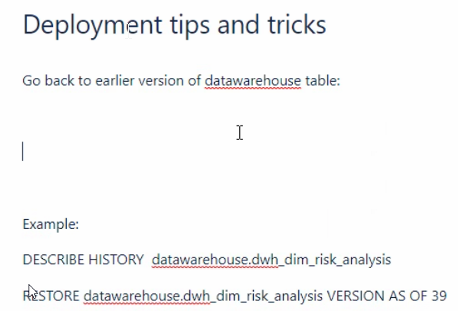 Deployment tips and tricks
Go back to earlier version of datawarehouse table:
Example:
DESCRIBE HISTORY datawarehouse.dwh_dim_risk_analysis
RESTORE datawarehouse.dwh_dim_risk_analysis VERSION AS OF 39